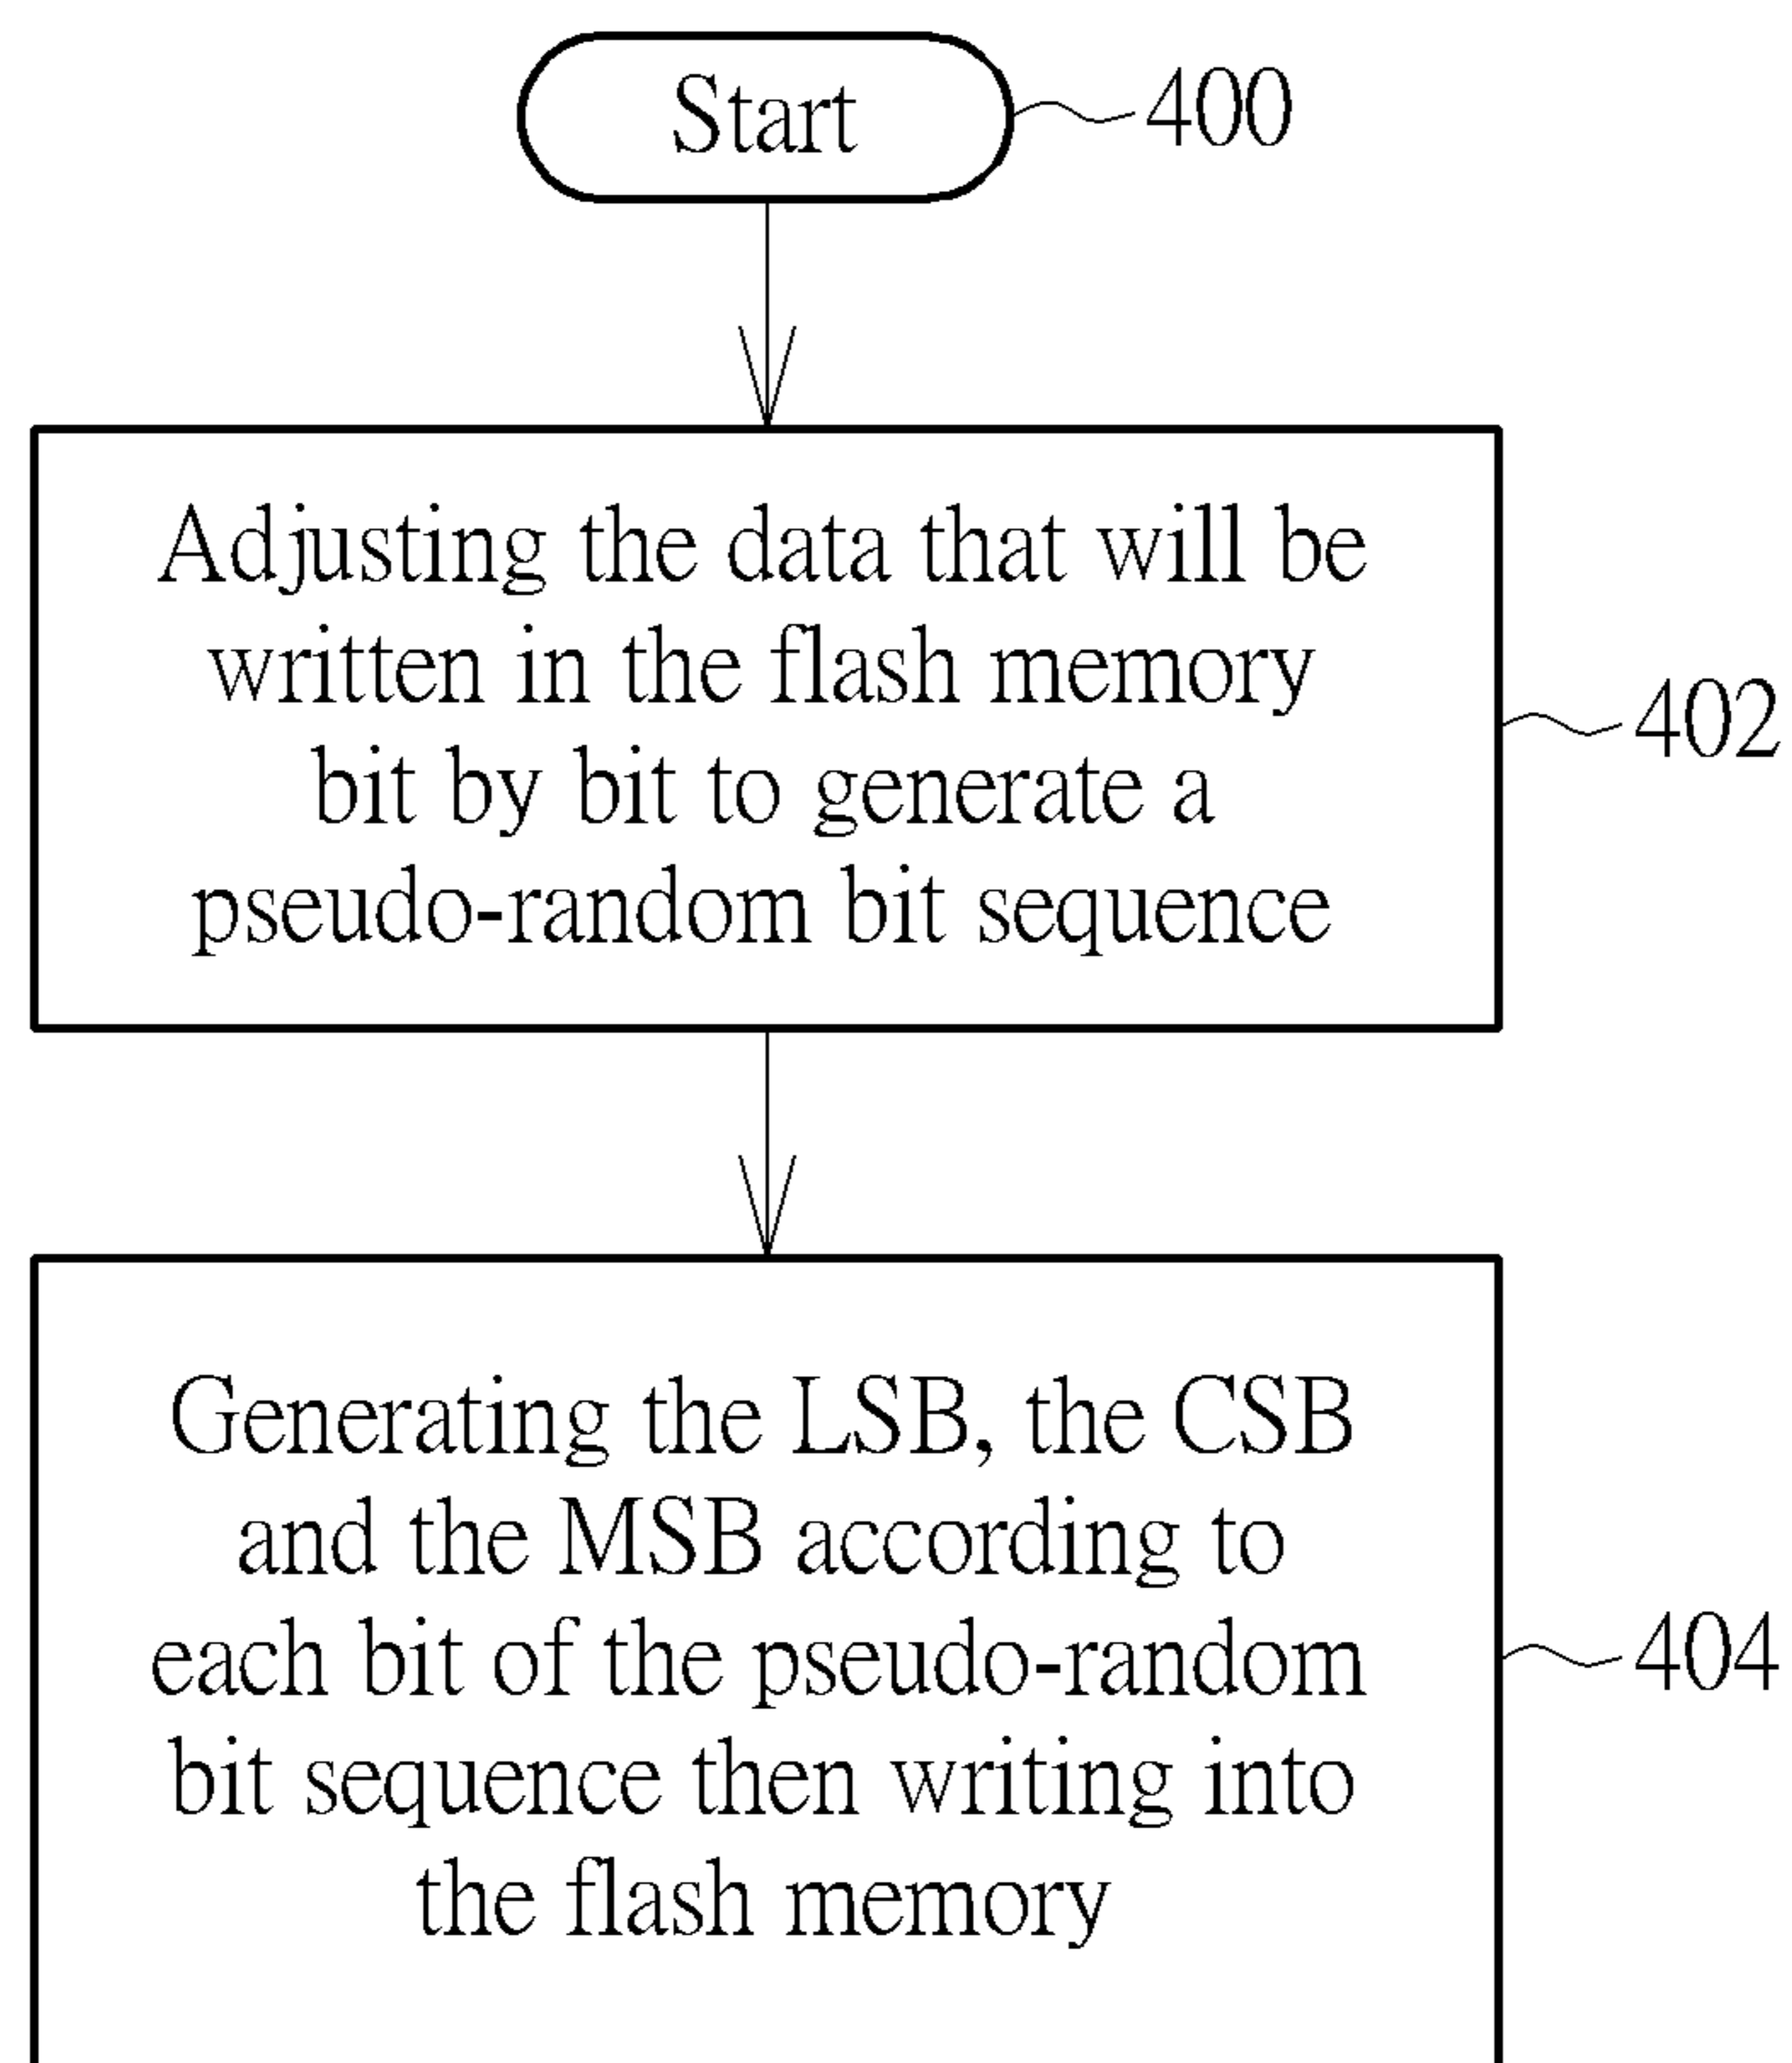 Start
400
Adjusting the data that will be
written in the flash memory
bit by bit to generate a
pseudo-random bit sequence
402
Generating the LSB, the CSB
and the MSB according to
each bit of the pseudo-random
bit sequence then writing into
the flash memory
404